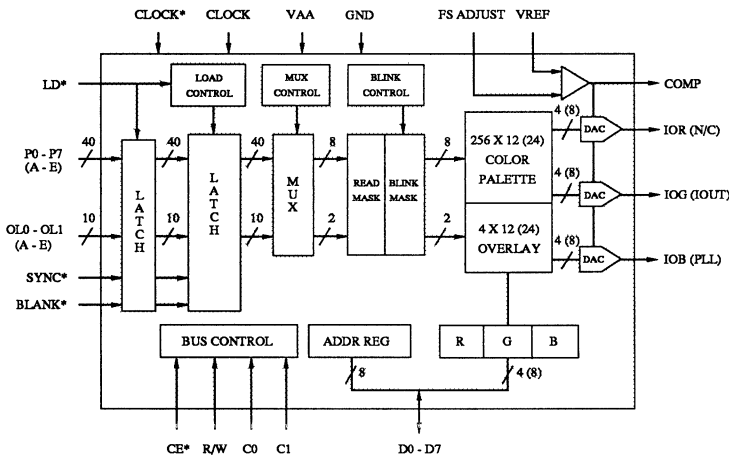 CLOCK* CLOCK VAA GND FS ADJUST VREF
LD*
LOAD
CONTROL
MUX
CONTROL
BLINK
CONTROL
COMP
P0 - P7
(A - E)
40 40 40 8 8
LATCH
LATCH
MUX
READ
MASK
BLINK
MASK
256 X 12 (24)
COLOR
PALETTE
4 (8)
DAC
IOR (N/C)
4 (8)
DAC
IOG (IOUT)
OL0 - OL1
(A - E)
10 10 10 2 2
4 X 12 (24)
OVERLAY
4 (8)
DAC
IOB (PLL)
SYNC*
BLANK*
BUS CONTROL
ADDR REG
R G B
8
4 (8)
CE* R/W C0 C1 D0 - D7